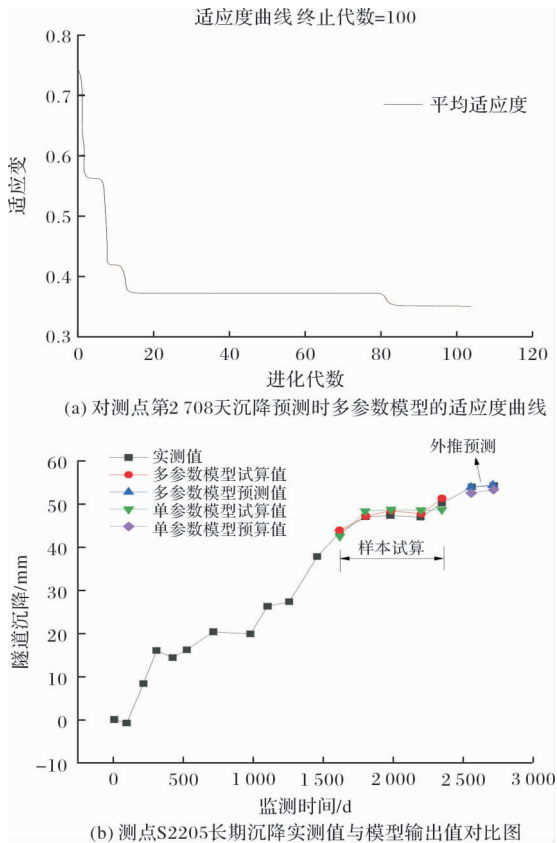 适应度曲线 终止代数=100
0.8
0.7
0.6
0.5
0.4
0.3
适应变
平均适应度
0 20 40 60 80 100 120
进化代数
(a) 对测点第2 708天沉降预测时多参数模型的适应度曲线
外推预测
实测值
多参数模型试算值
多参数模型预测值
单参数模型试算值
单参数模型预算值
样本试算
60
50
40
30
20
10
0
-10
隧道沉降/mm
0 500 1 000 1 500 2 000 2 500 3 000
监测时间/d
(b) 测点S2205长期沉降实测值与模型输出值对比图